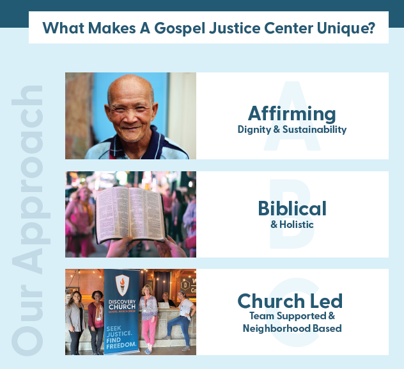 What Makes A Gospel Justice Center Unique?
Our Approach
A
Affirming
Dignity & Sustainability
B
Biblical
& Holistic
DISCOVERY
CHURCH
SEEK
JUSTICE.
FIND
FREEDOM.
C
Church Led
Team Supported &
Neighborhood Based